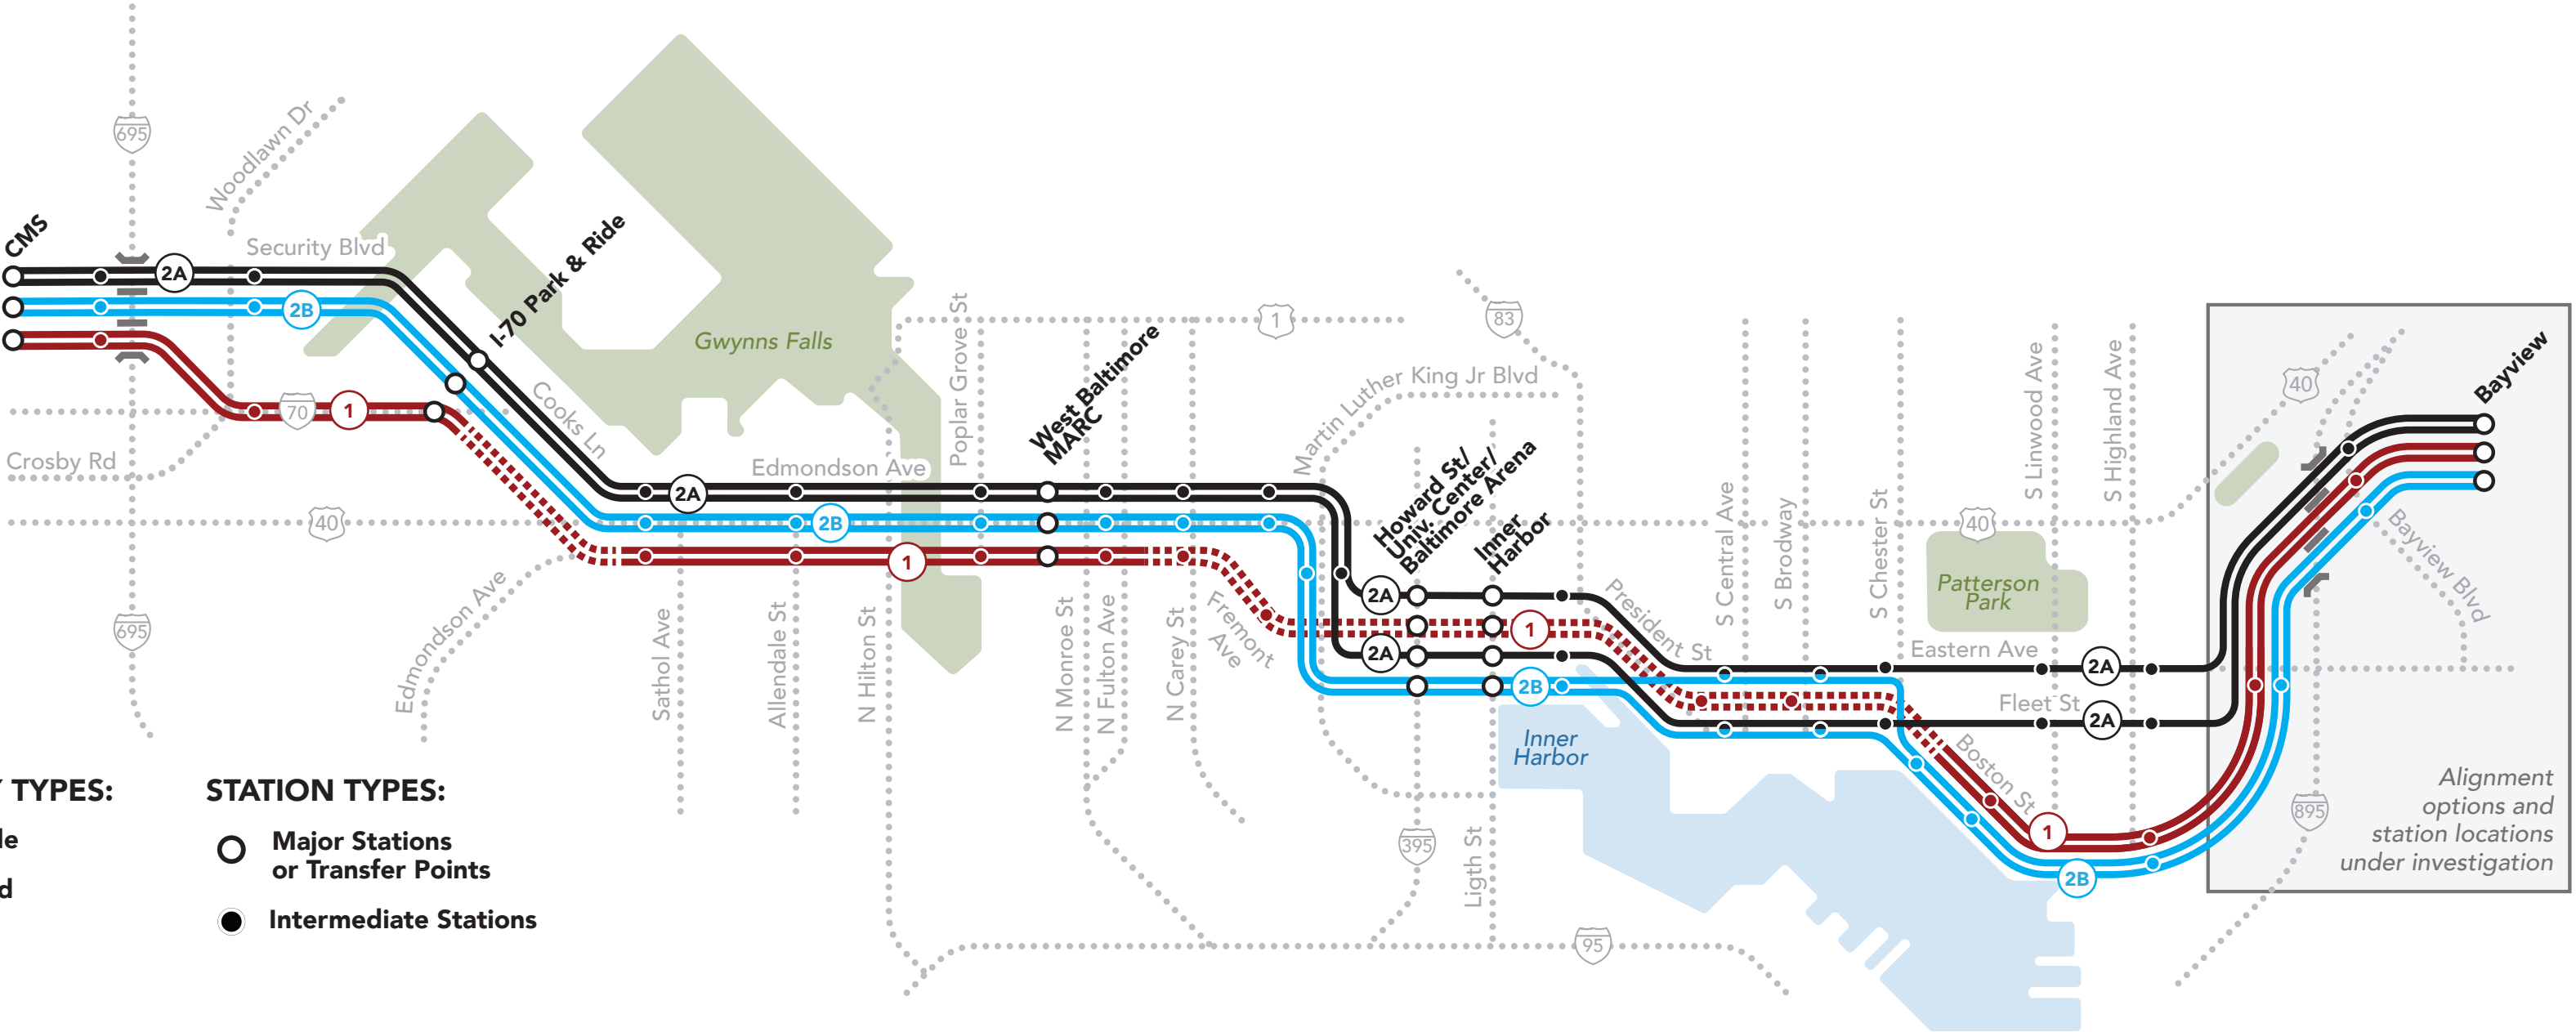 695
Woodlawn Dr
CMS
2A
Security Blvd
2B
I-70 Park & Ride
Gwynns Falls
70
1
Crosby Rd
Cooks Ln
40
Edmondson Ave
695
2A
Edmondson Ave
2B
1
Sathol Ave
Allendale St
N Hilton St
Poplar Grove St
West Baltimore
MARC
N Monroe St
N Fulton Ave
N Carey St
Fremont
Ave
1
83
Martin Luther King Jr Blvd
Howard St/
Univ. Center/
Baltimore Arena
Inner
Harbor
2A
1
2A
2B
President St
S Central Ave
S Brodway
S Chester St
40
Patterson
Park
S Linwood Ave
S Highland Ave
Eastern Ave
2A
Fleet St
2A
Boston St
1
2B
Inner
Harbor
395
Ligth St
95
40
Bayview
Bayview Blvd
895
Alignment
options and
station locations
under investigation
Y TYPES:
le
d
STATION TYPES:
Major Stations
or Transfer Points
Intermediate Stations